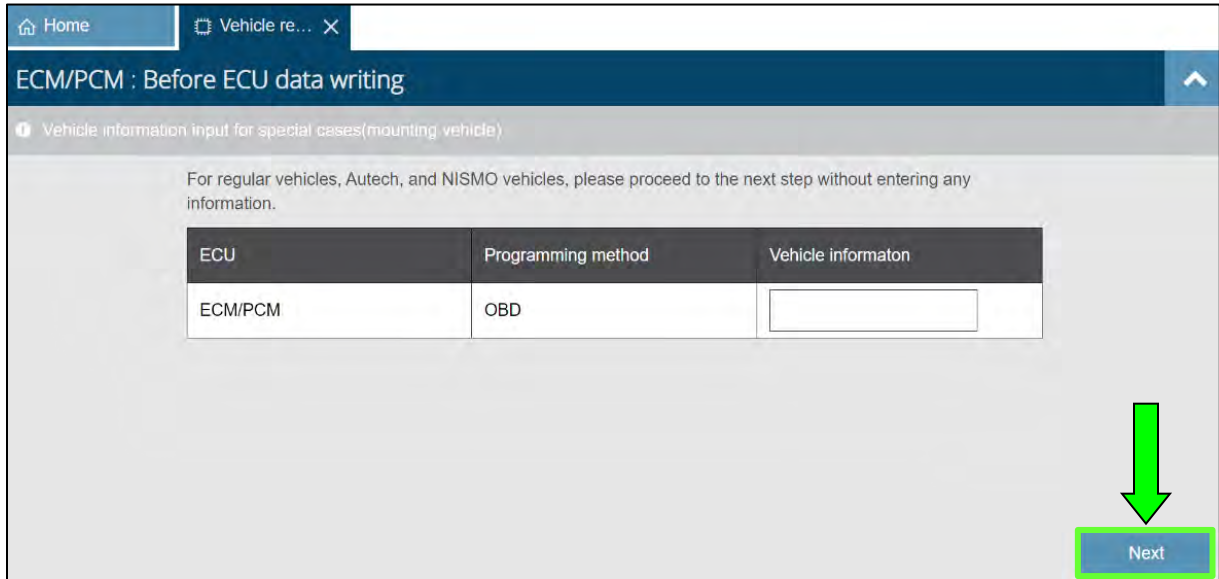 Home
Vehicle re... X
ECM/PCM : Before ECU data writing
Vehicle information input for special cases(mounting vehicle)
For regular vehicles, Autech, and NISMO vehicles, please proceed to the next step without entering any
information.
ECU Programming method Vehicle informaton
ECM/PCM OBD
Next